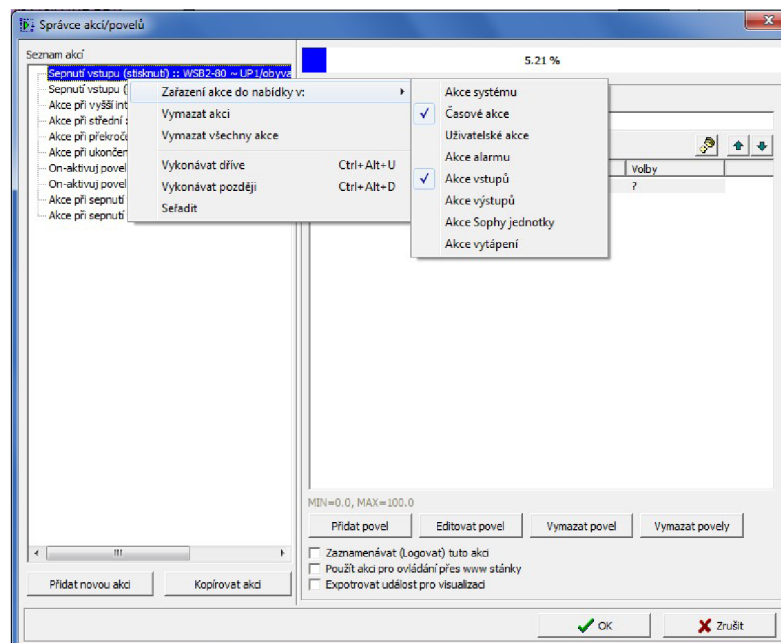 Správce akcí/povelů
Seznam akcí
Sepnutí vstupu (stisknutí) :: WSB2-80 ~ UP1/obyva
Sepnutí vstupu (
Akce při vyšší int
Akce při střední
Akce při překroče
Akce při ukončen
On-aktivuj povel
On-aktivuj povel
Akce při sepnutí
Akce při sepnutí
Zařazení akce do nabídky v:
Vymazat akci
Vymazat všechny akce
Vykonávat dříve Ctrl+Alt+U
Vykonávat později Ctrl+Alt+D
Seřadit
Akce systému
Časové akce
Uživatelské akce
Akce alarmu
Akce vstupů
Akce výstupů
Akce Sophy jednotky
Akce vytápení
5.21 %
Volby
?
MIN=0.0, MAX=100.0
Přidat povel Editovat povel Vymazat povel Vymazat povely
Zaznamenávat (Logovat) tuto akci
Použít akci pro ovládání přes www stánky
Expotrovat událost pro visualizaci
Přidat novou akci Kopírovat akci
OK Zrušit